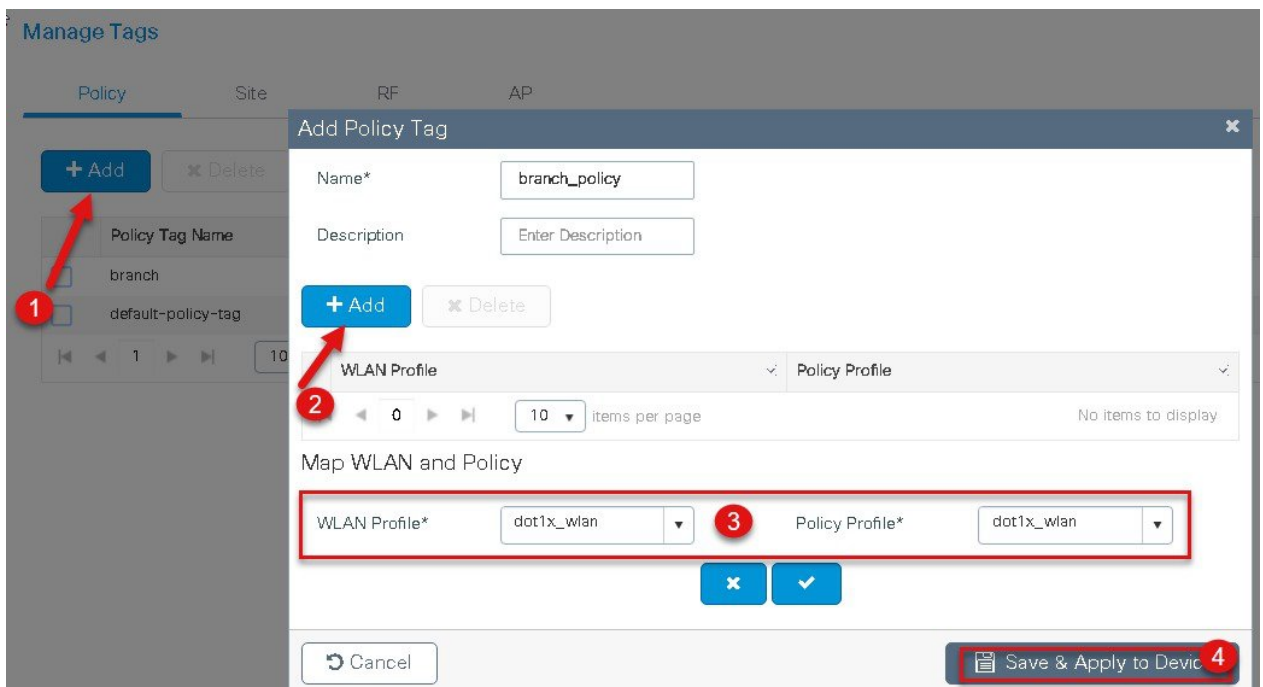 Manage Tags
Policy Site RF AP
Add Policy Tag
+ Add
Delete
Name* branch_policy
Policy Tag Name
Description Enter Description
branch
default-policy-tag
1
+ Add Delete
1 10
2
WLAN Profile Policy Profile
0 10 items per page No items to display
Map WLAN and Policy
WLAN Profile* dot1x_wlan 3 Policy Profile* dot1x_wlan
Cancel Save & Apply to Devic 4